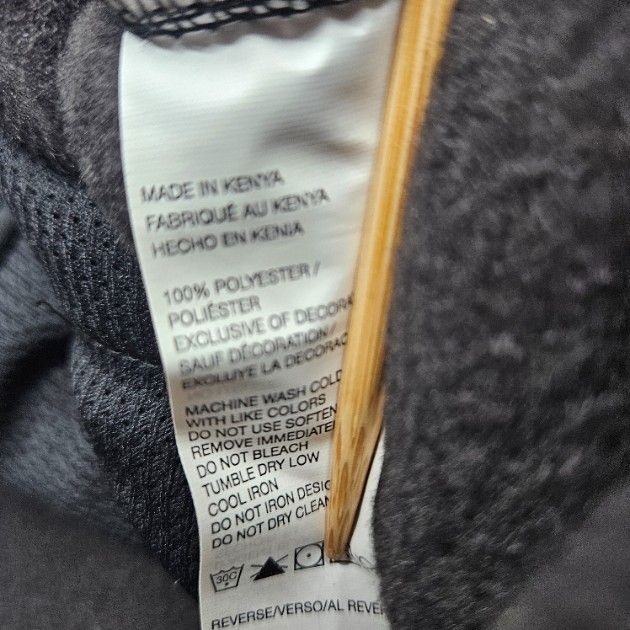 MADE IN KENYA
FABRIQUÉ AU KENYA
HECHO EN KENIA
100% POLYESTER /
POLIÉSTER
EXCLUSIVE OF DECORA
SAUF DÉCORATION/
EXCLUYE LA DECORAC
MACHINE WASH COLD
WITH LIKE COLORS
DO NOT USE SOFTEN
REMOVE IMMEDIATE
DO NOT BLEACH
TUMBLE DRY LOW
COOL IRON
DO NOT IRON DESIG
DO NOT DRY CLEAN
30C
REVERSE/VERSO/AL REVER